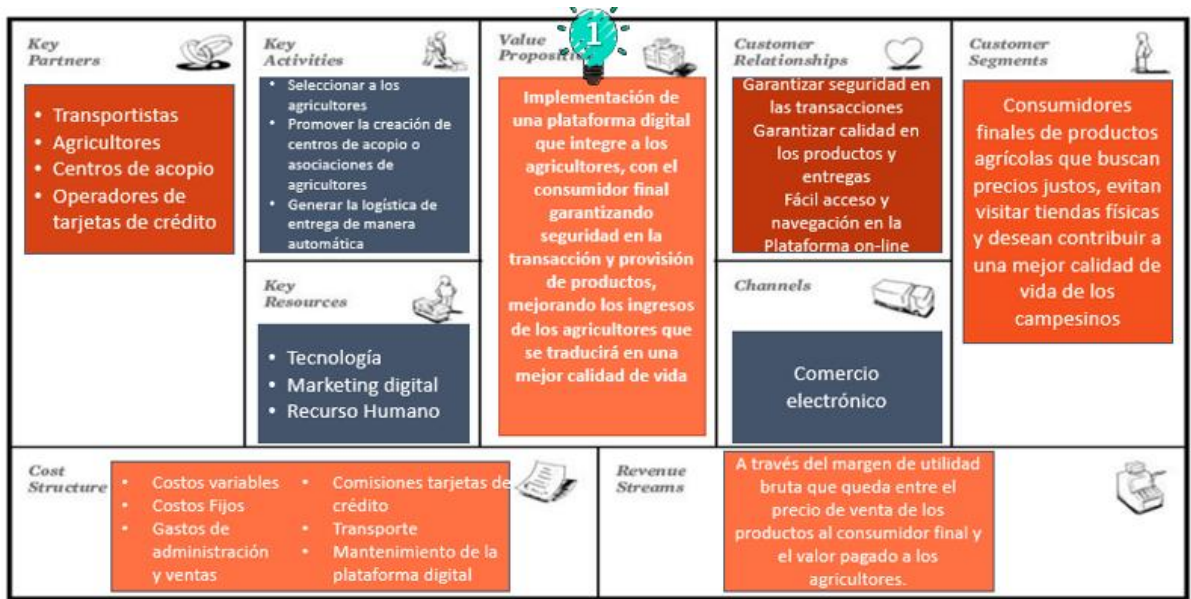 Key
Partners
• Transportistas
• Agricultores
• Centros de acopio
• Operadores de
tarjetas de crédito
Key
Activities
• Seleccionar a los
agricultores
• Promover la creación de
centros de acopio o
asociaciones de
agricultores
• Generar la logística de
entrega de manera
automática
Key
Resources
• Tecnología
• Marketing digital
• Recurso Humano
1
Value
Propositi
Implementación de
una plataforma digital
que integre a los
agricultores, con el
consumidor final
garantizando
seguridad en la
transacción y provisión
de productos,
mejorando los ingresos
de los agricultores que
se traducirá en una
mejor calidad de vida
Customer
Relationships
Garantizar seguridad en
las transacciones
Garantizar calidad en
los productos y
entregas
Fácil acceso y
navegación en la
Plataforma on-line
Channels
Comercio
electrónico
Customer
Segments
Consumidores
finales de productos
agrícolas que buscan
precios justos, evitan
visitar tiendas físicas
y desean contribuir a
una mejor calidad de
vida de los
campesinos
Cost
Structure
• Costos variables
• Costos Fijos
• Gastos de
administración
y ventas
• Comisiones tarjetas de
crédito
• Transporte
• Mantenimiento de la
plataforma digital
Revenue
Streams
A través del margen de utilidad
bruta que queda entre el
precio de venta de los
productos al consumidor final y
el valor pagado a los
agricultores.